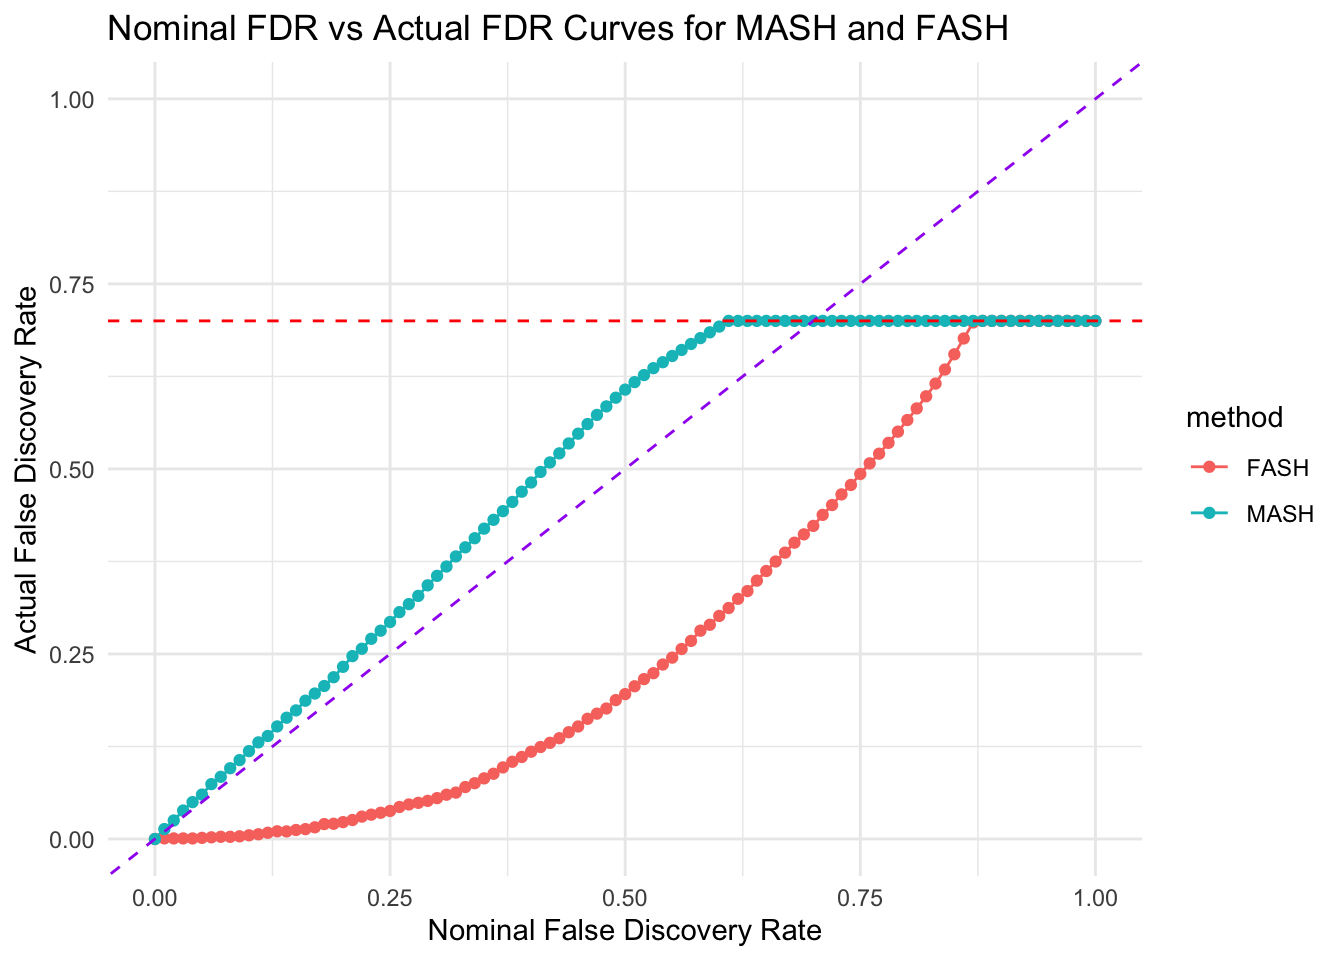 Nominal FDR vs Actual FDR Curves for MASH and FASH
Actual False Discovery Rate
1.00
0.75
0.50
0.25
0.00
0.00 0.25 0.50 0.75 1.00
Nominal False Discovery Rate
method
FASH
MASH